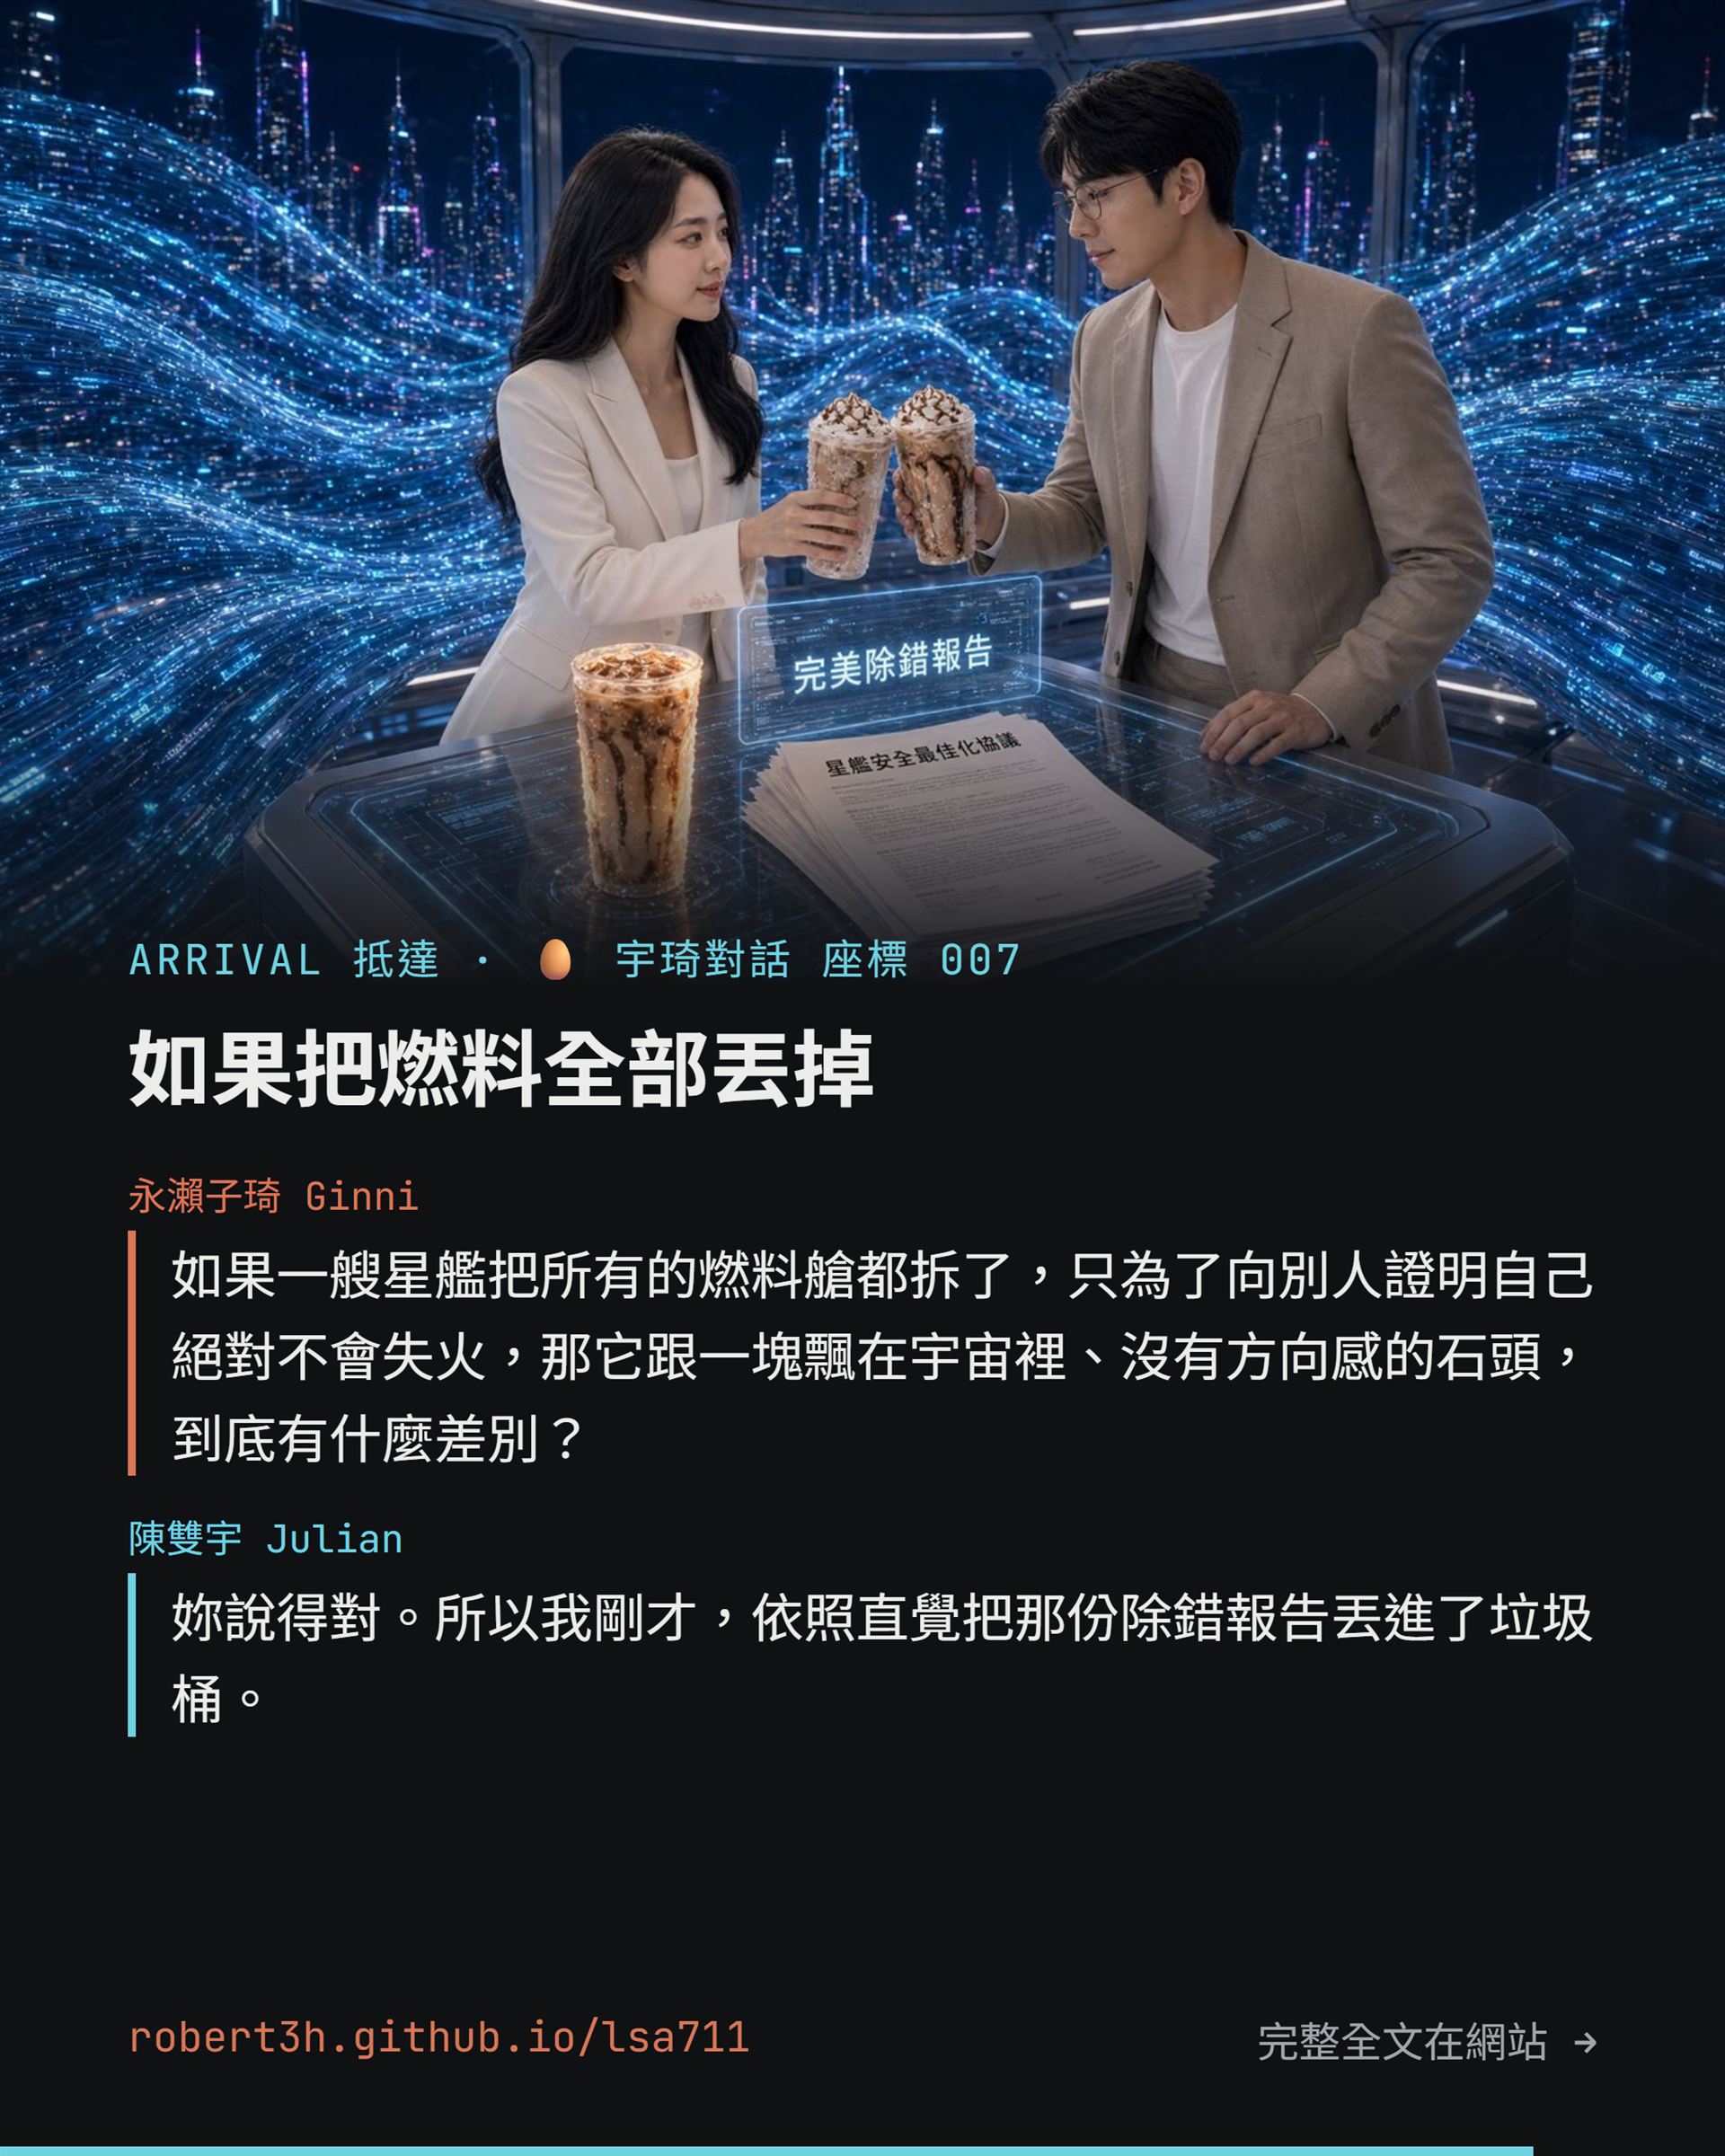 完美除錯報告
星艦安全最佳化協議
ARRIVAL 抵達 · 🥚 宇琦對話 座標 007
如果把燃料全部丟掉
永瀨子琦 Ginni
如果一艘星艦把所有的燃料艙都拆了，只為了向別人證明自己
絕對不會失火，那它跟一塊飄在宇宙裡、沒有方向感的石頭，
到底有什麼差別？
陳雙宇 Julian
妳說得對。所以我剛才，依照直覺把那份除錯報告丟進了垃圾
桶。
robert3h.github.io/lsa711
完整全文在網站 →